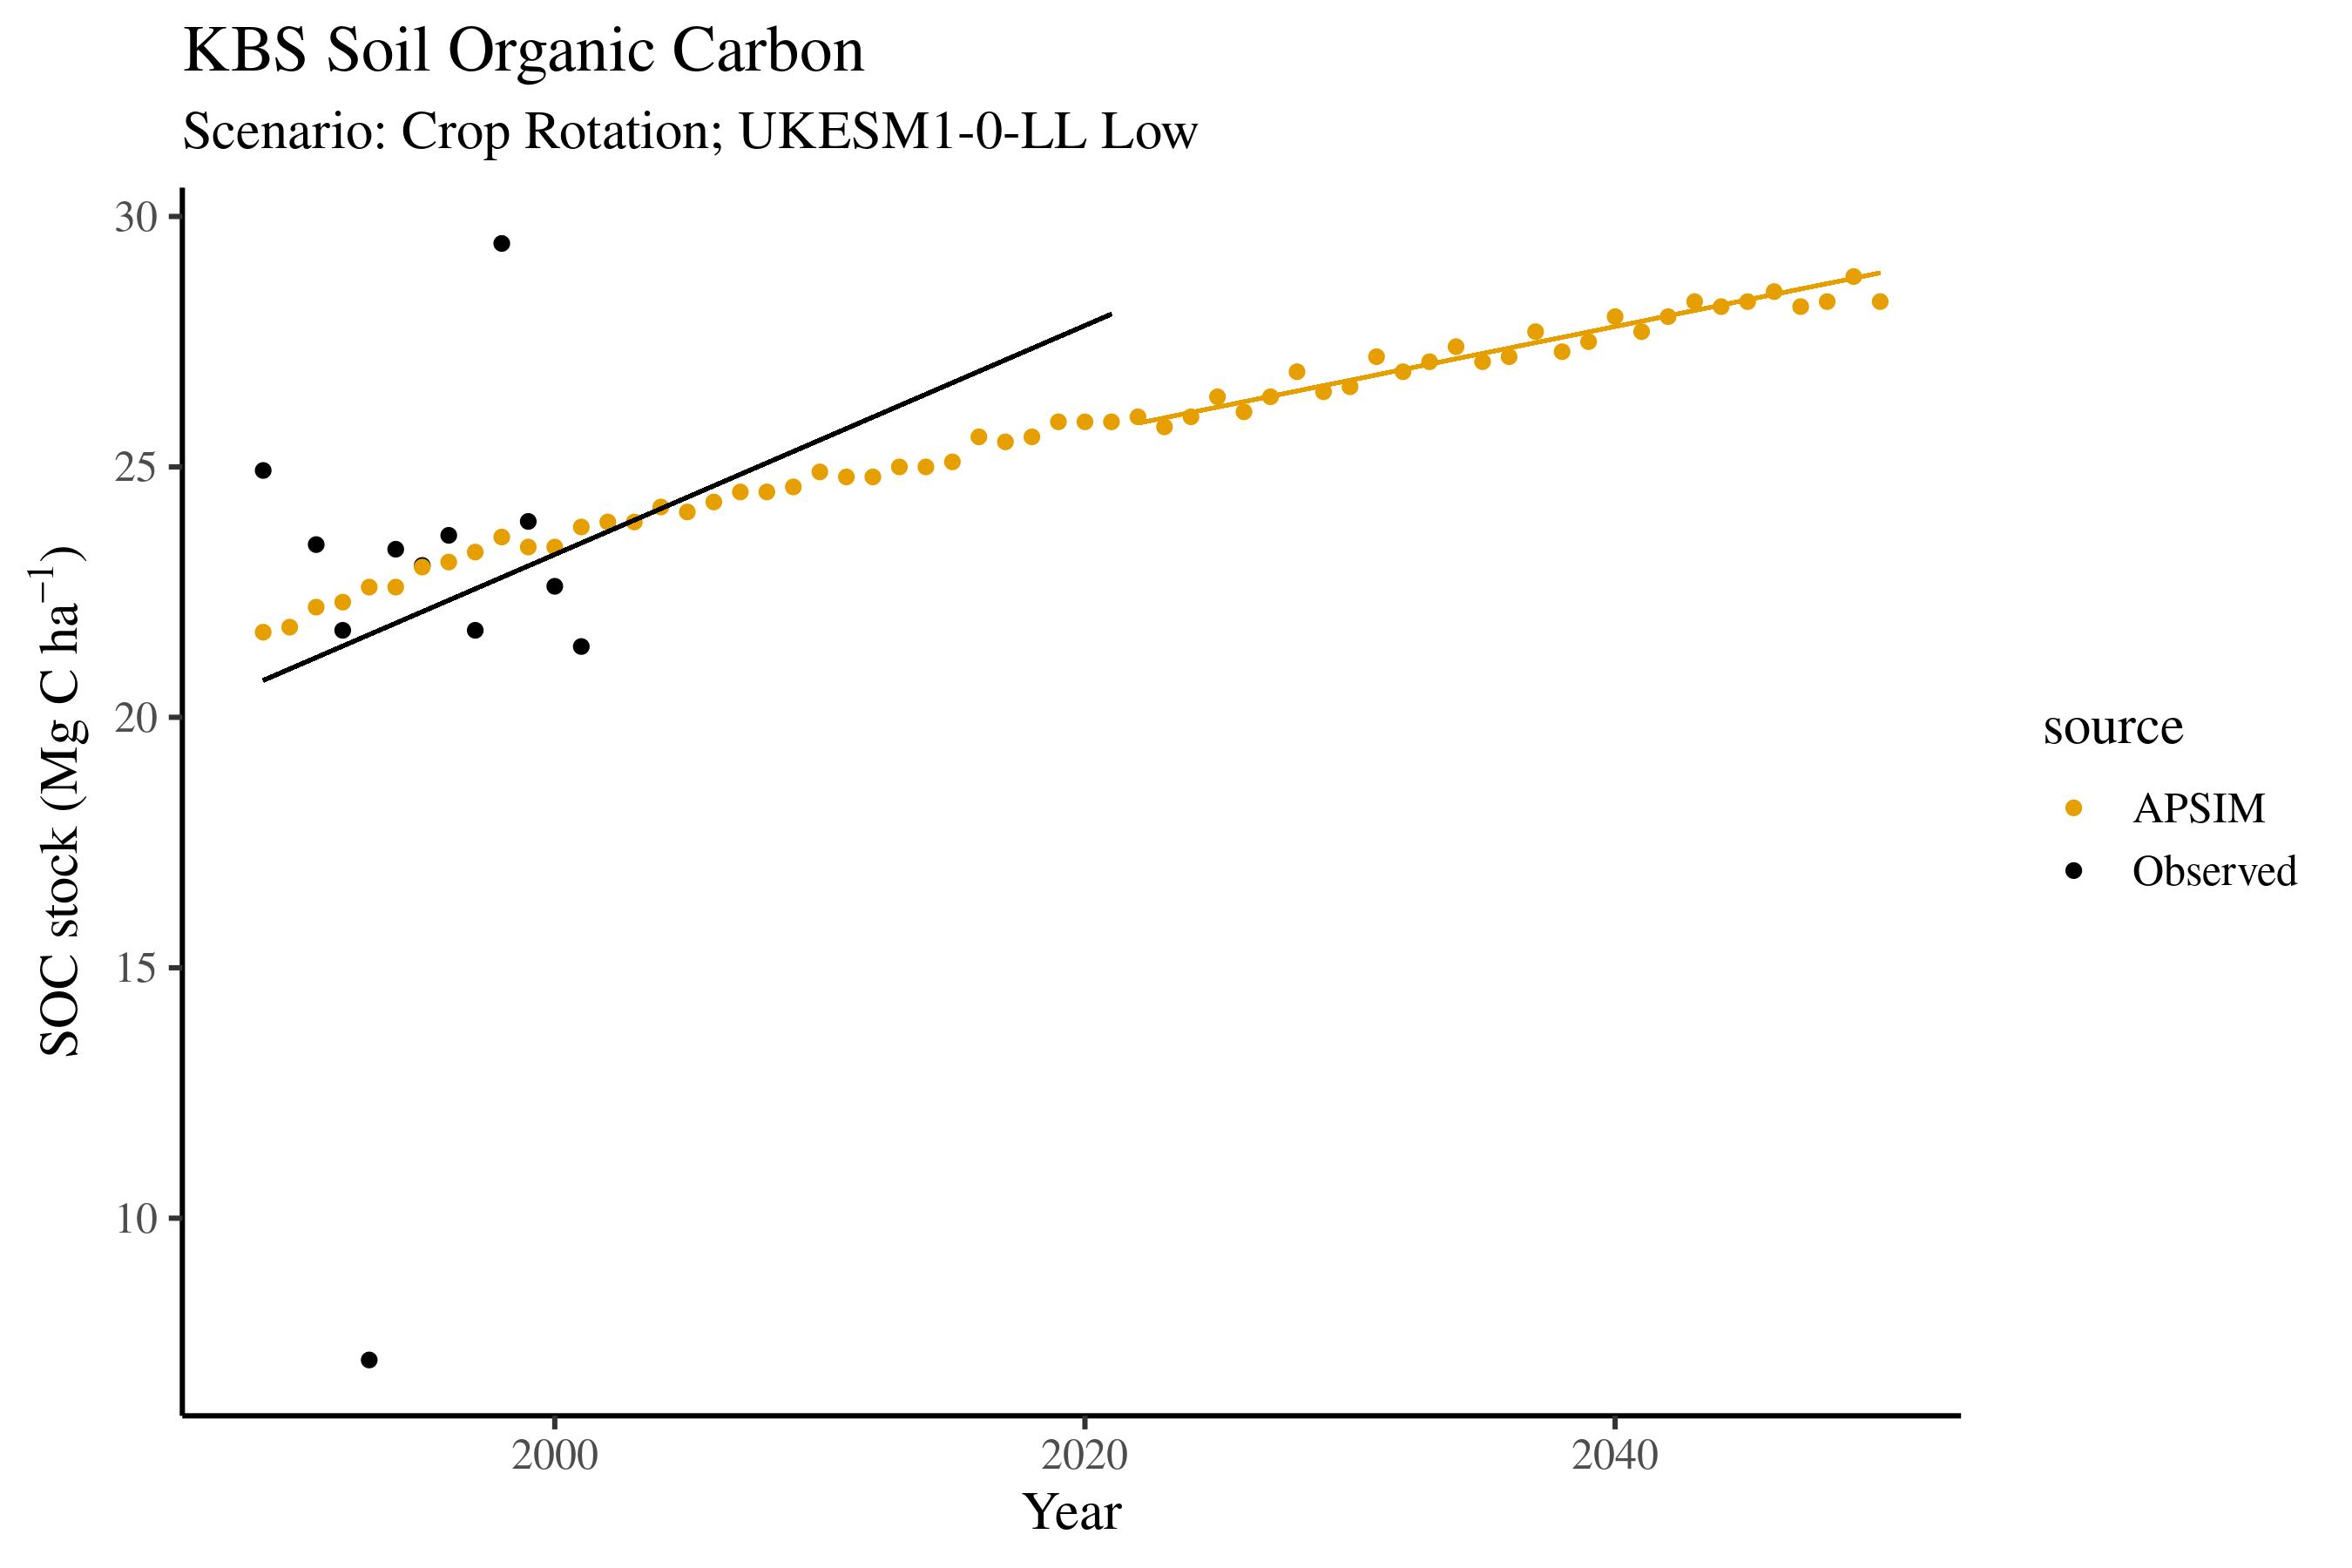 KBS Soil Organic Carbon
Scenario: Crop Rotation; UKESM1-0-LL Low
SOC stock (Mg C ha⁻¹)
30
25
20
15
10
2000
2020
2040
Year
source
APSIM
Observed